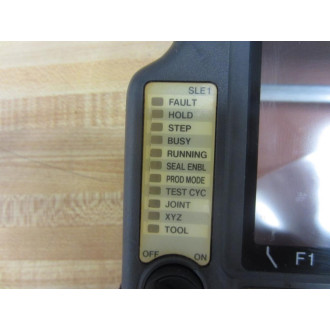 SLE1
FAULT
HOLD
STEP
BUSY
RUNNING
SEAL ENBL
PROD MODE
TEST CYC
JOINT
XYZ
TOOL
OFF ON
F1